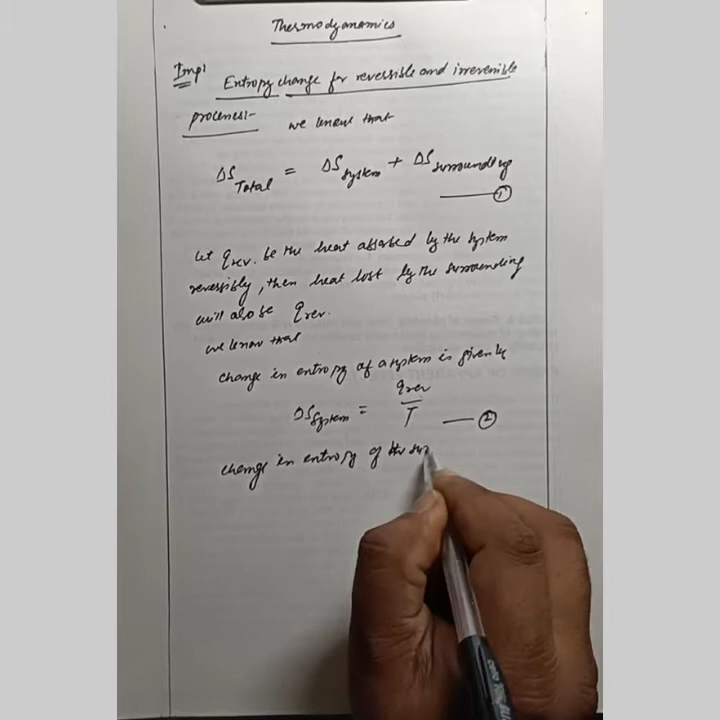 Thermodyanamics
Imp:
Entropy change for reversible and irreversible
process:- we know that
ΔS Total = ΔS system + ΔS surrounding
①
Let qrev. be the heat absorbed by the system
reversibly, then heat lost by the surrounding
will also be qrev.
we know that
change in entropy of a system is given by
ΔS system = qrev / T — ②
change in entropy of the sur